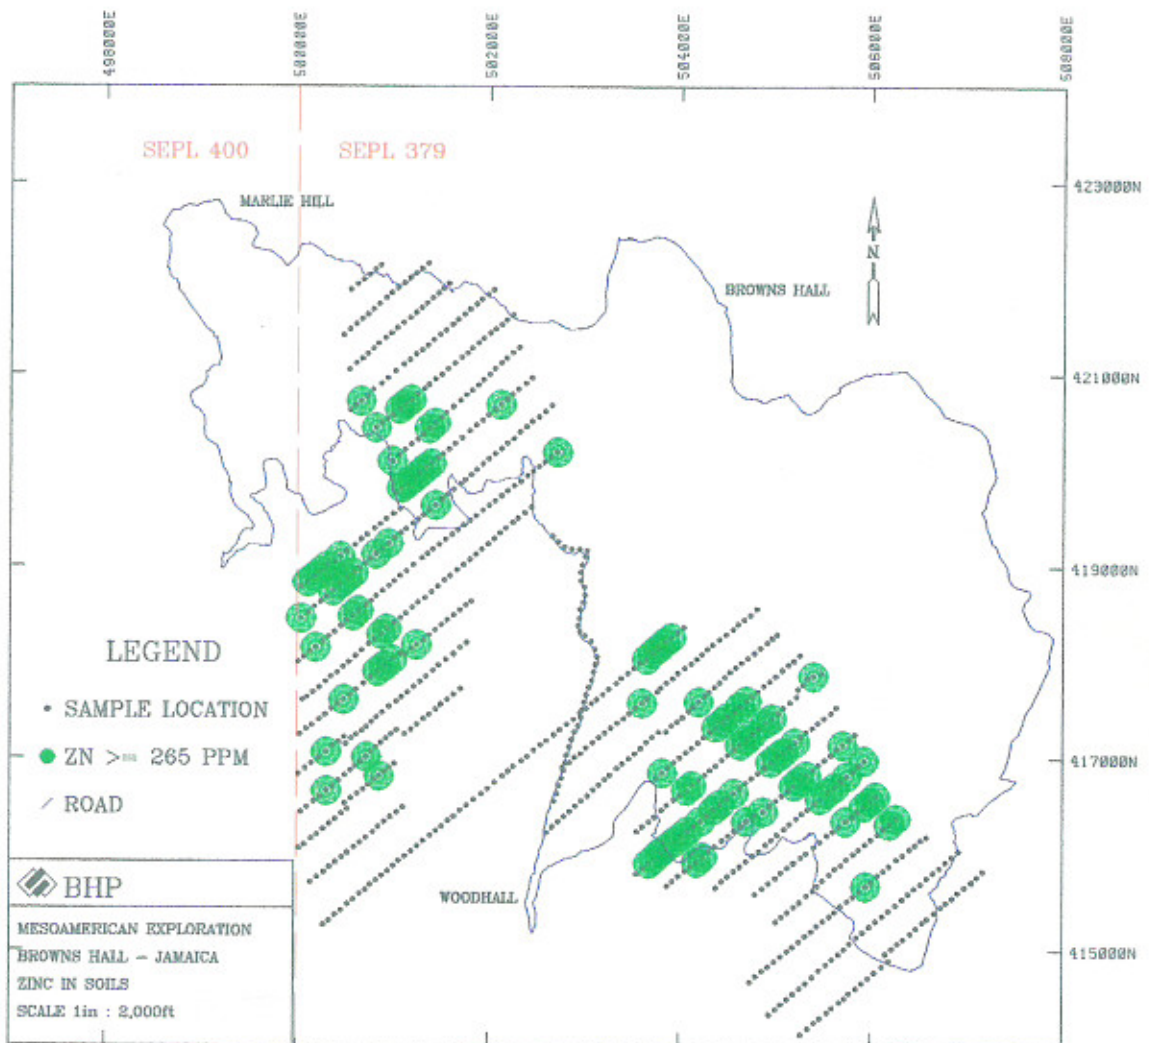 498000E
500000E
502000E
504000E
506000E
508000E
SEPL 400
SEPL 379
MARLIE HILL
423000N
N
BROWNS HALL
421000N
419000N
LEGEND
SAMPLE LOCATION
ZN >= 265 PPM
ROAD
417000N
WOODHALL
BHP
MESOAMERICAN EXPLORATION
BROWNS HALL - JAMAICA
ZINC IN SOILS
SCALE 1in : 2,000ft
415000N